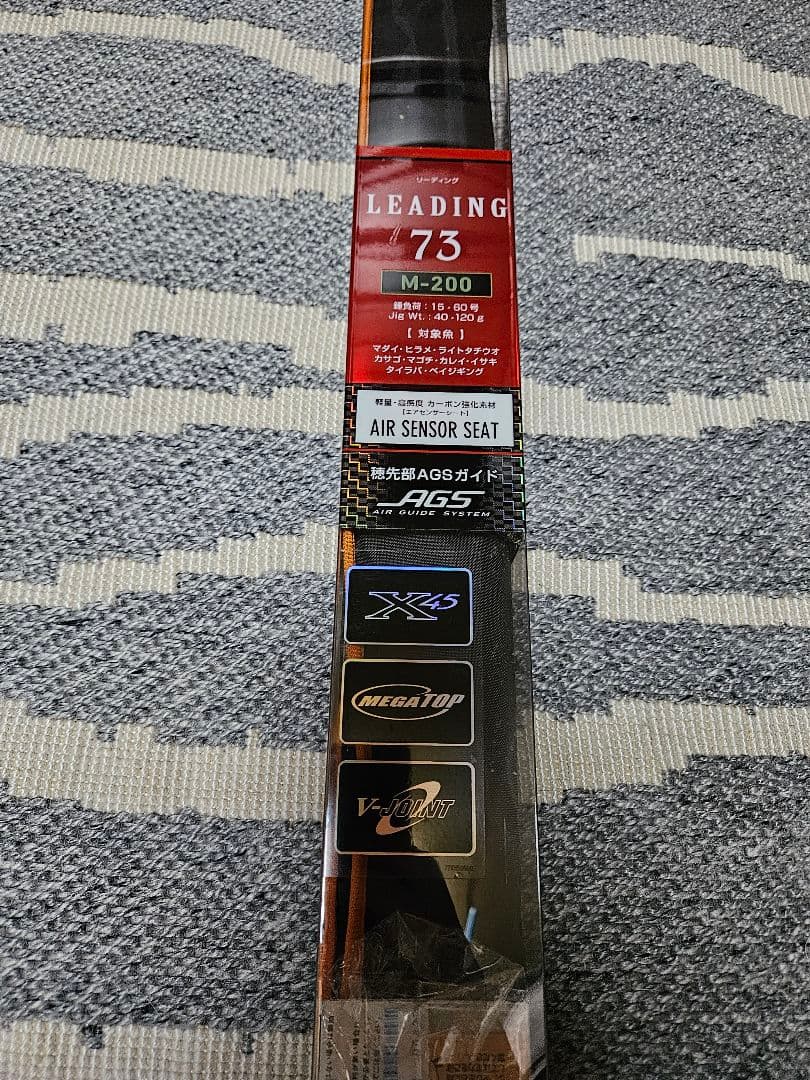 リーディング
LEADING
73
M-200
錘負荷：15-60号
Jig Wt.：40-120g
【対象魚】
マダイ・ヒラメ・ライトタチウオ
カサゴ・マゴチ・カレイ・イサキ
タイラバ・ベイジギング
軽量・高感度 カーボン強化素材
［エアセンサーシート］
AIR SENSOR SEAT
穂先部AGSガイド
AGS
AIR GUIDE SYSTEM
X45
MEGATOP
V-JOINT